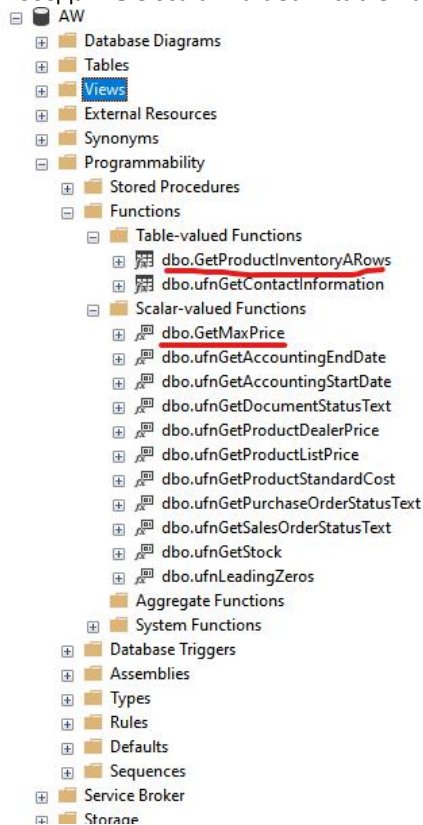 AW
Database Diagrams
Tables
Views
External Resources
Synonyms
Programmability
Stored Procedures
Functions
Table-valued Functions
dbo.GetProductInventoryARows
dbo.ufnGetContactInformation
Scalar-valued Functions
dbo.GetMaxPrice
dbo.ufnGetAccountingEndDate
dbo.ufnGetAccountingStartDate
dbo.ufnGetDocumentStatusText
dbo.ufnGetProductDealerPrice
dbo.ufnGetProductListPrice
dbo.ufnGetProductStandardCost
dbo.ufnGetPurchaseOrderStatusText
dbo.ufnGetSalesOrderStatusText
dbo.ufnGetStock
dbo.ufnLeadingZeros
Aggregate Functions
System Functions
Database Triggers
Assemblies
Types
Rules
Defaults
Sequences
Service Broker
Storage